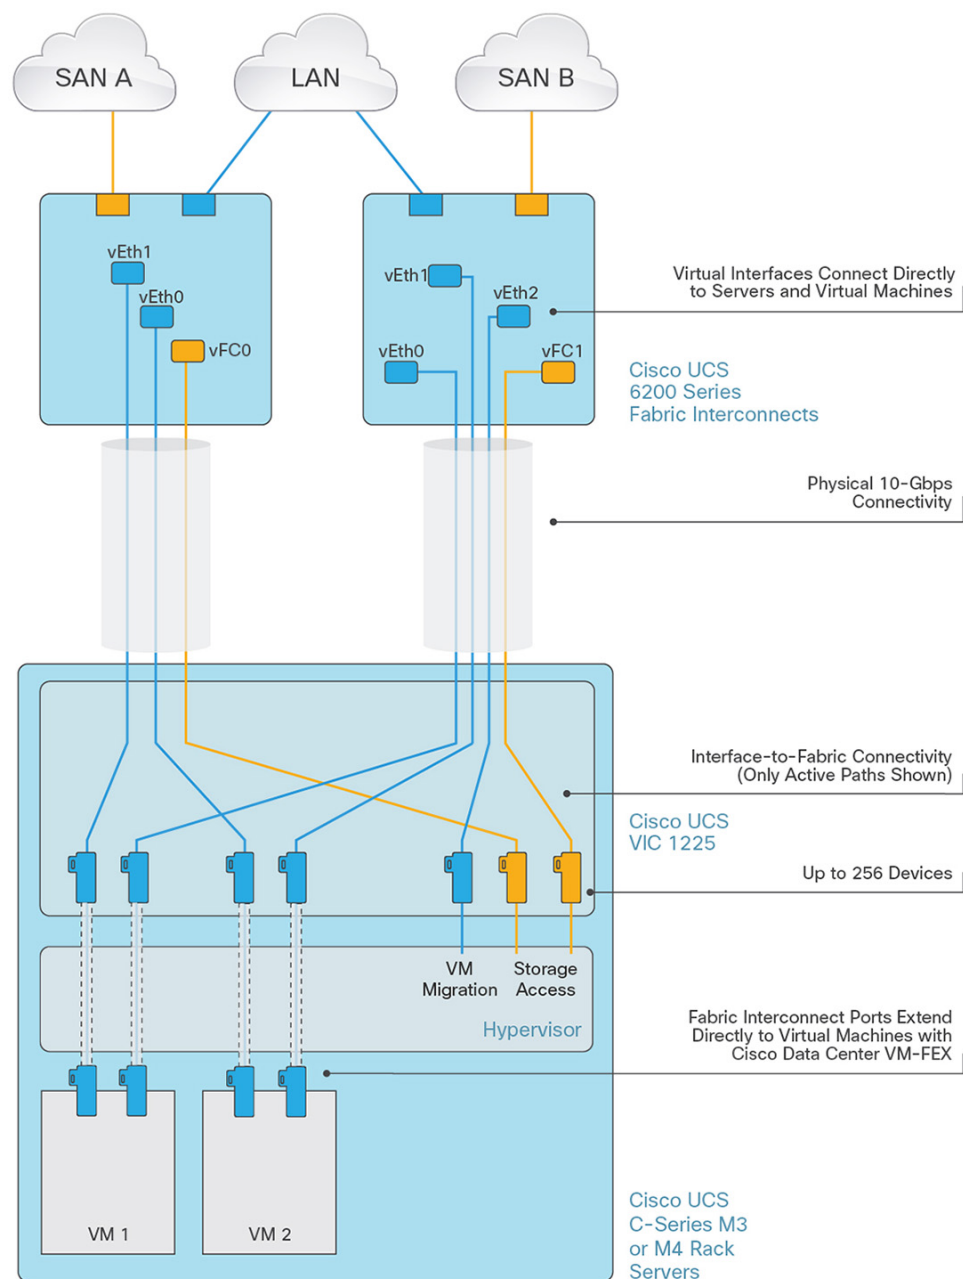 SAN A
LAN
SAN B
vEth1
vEth0
vFC0
vEth1
vEth2
vEth0
vFC1
Virtual Interfaces Connect Directly
to Servers and Virtual Machines
Cisco UCS
6200 Series
Fabric Interconnects
Physical 10-Gbps
Connectivity
Interface-to-Fabric Connectivity
(Only Active Paths Shown)
Cisco UCS
VIC 1225
Up to 256 Devices
VM
Migration
Storage
Access
Hypervisor
Fabric Interconnect Ports Extend
Directly to Virtual Machines with
Cisco Data Center VM-FEX
VM 1
VM 2
Cisco UCS
C-Series M3
or M4 Rack
Servers